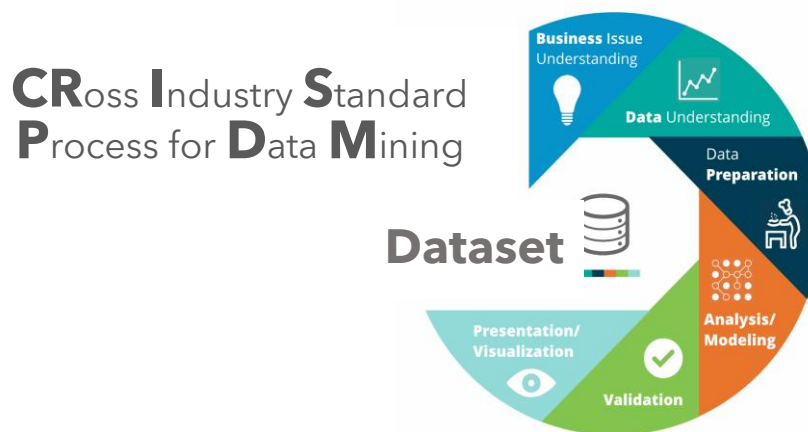 CRoss Industry Standard
Process for Data Mining
Business Issue
Understanding
Data Understanding
Data
Preparation
Dataset
Analysis/
Modeling
Presentation/
Visualization
Validation